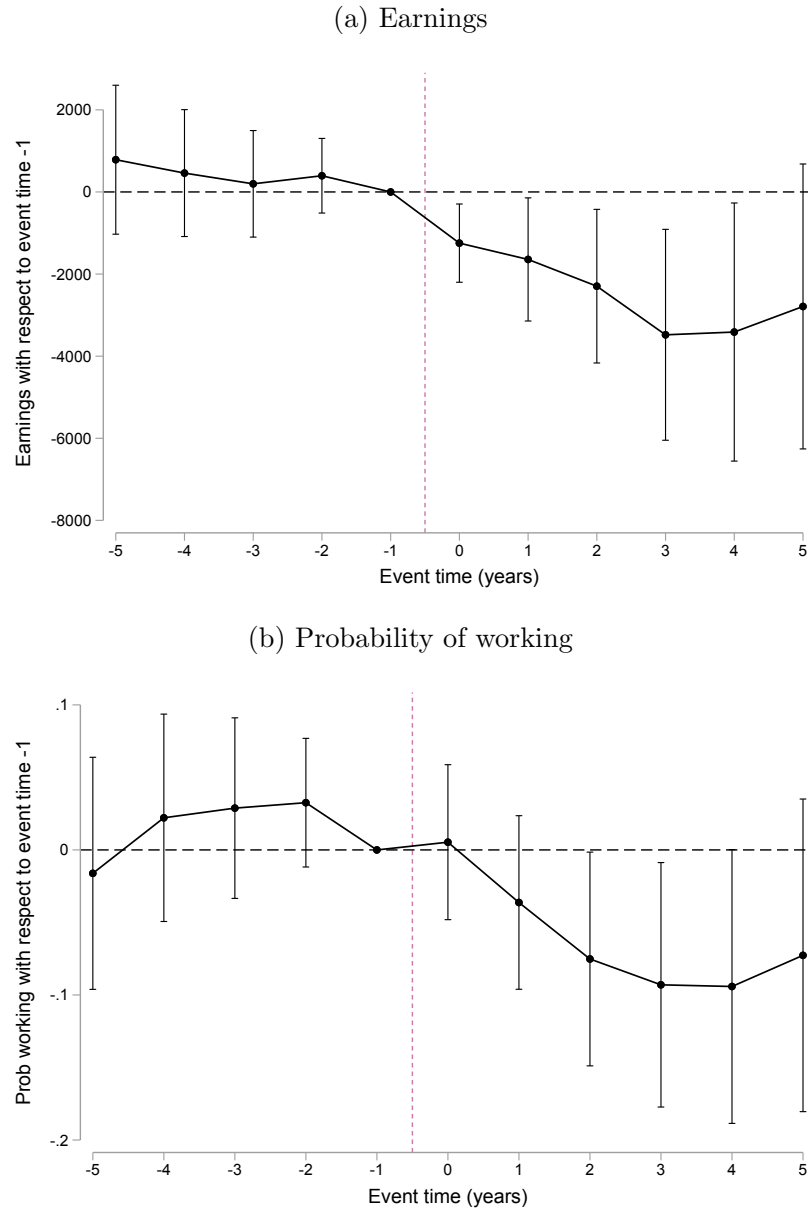 (a) Earnings
Earnings with respect to event time -1
2000
0
-2000
-4000
-6000
-8000
-5 -4 -3 -2 -1 0 1 2 3 4 5
Event time (years)
(b) Probability of working
Prob working with respect to event time -1
.1
0
-.1
-.2
-5 -4 -3 -2 -1 0 1 2 3 4 5
Event time (years)